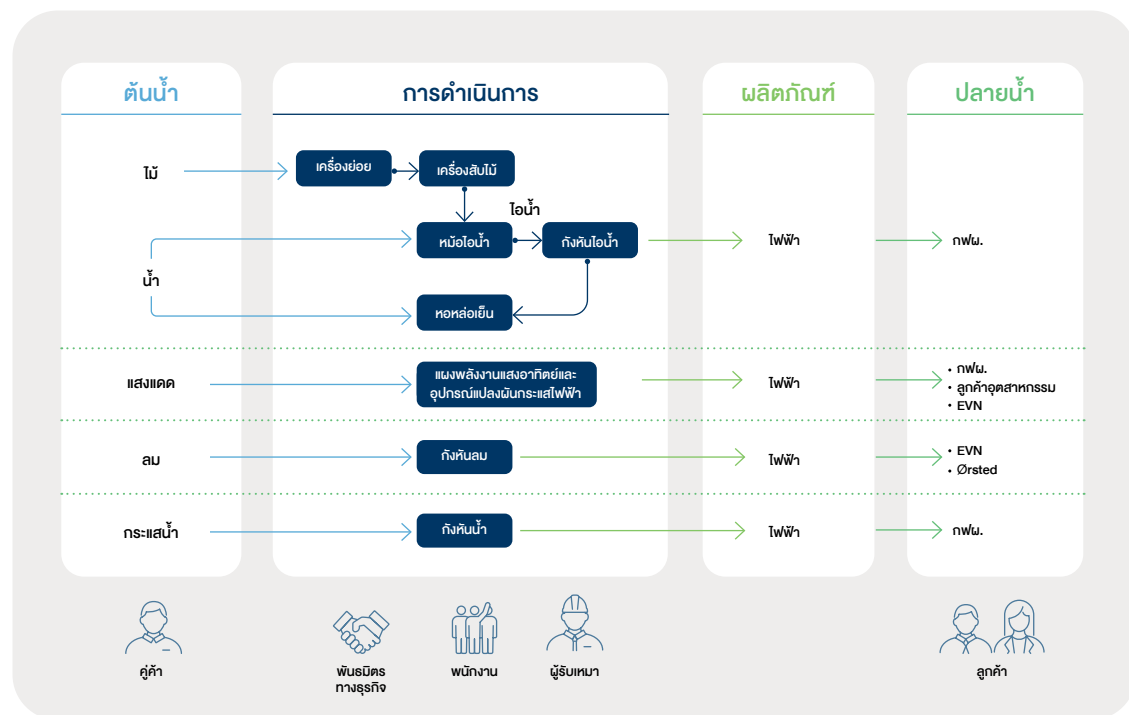 ต้นน้ำ
การดำเนินการ
ผลิตภัณฑ์
ปลายน้ำ
ไม้
เครื่องย่อย
เครื่องสับไม้
ไอน้ำ
น้ำ
หม้อไอน้ำ
กังหันไอน้ำ
ไฟฟ้า
กฟผ.
หอหล่อเย็น
แสงแดด
แผงพลังงานแสงอาทิตย์และ
อุปกรณ์แปลงผันกระแสไฟฟ้า
ไฟฟ้า
• กฟผ.
• ลูกค้าอุตสาหกรรม
• EVN
ลม
กังหันลม
ไฟฟ้า
• EVN
• Ørsted
กระแสน้ำ
กังหันน้ำ
ไฟฟ้า
กฟผ.
คู่ค้า
พันธมิตร
ทางธุรกิจ
พนักงาน
ผู้รับเหมา
ลูกค้า